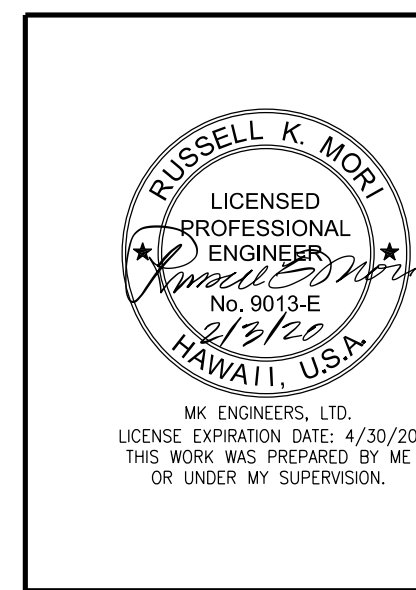 RUSSELL K. MORI
LICENSED
PROFESSIONAL
ENGINEER
No. 9013-E
2/3/20
HAWAII, U.S.A.
MK ENGINEERS, LTD.
LICENSE EXPIRATION DATE: 4/30/20
THIS WORK WAS PREPARED BY ME
OR UNDER MY SUPERVISION.